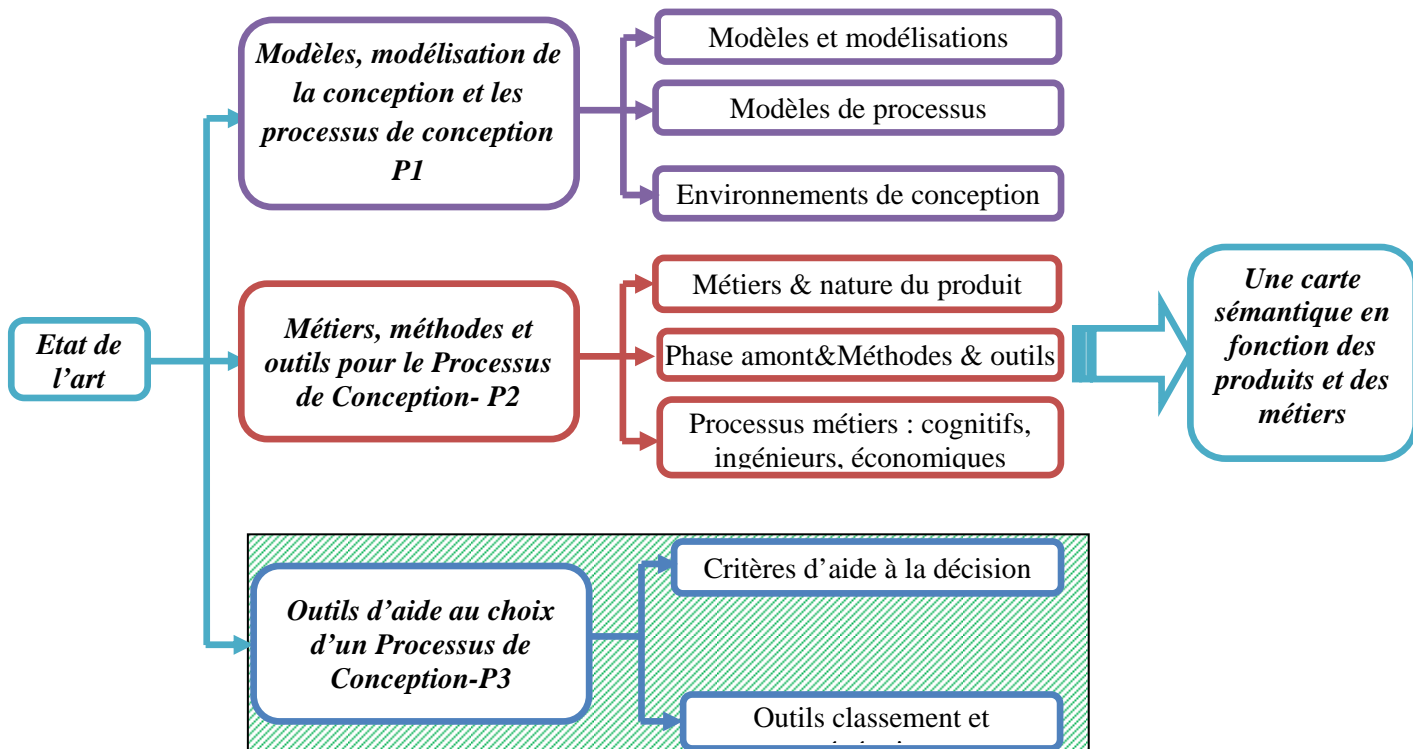 Modèles, modélisation de
la conception et les
processus de conception
P1
Modèles et modélisations
Modèles de processus
Environnements de conception
Etat de
l’art
Métiers, méthodes et
outils pour le Processus
de Conception- P2
Métiers & nature du produit
Phase amont&Méthodes & outils
Processus métiers : cognitifs,
ingénieurs, économiques
Une carte
sémantique en
fonction des
produits et des
métiers
Outils d’aide au choix
d’un Processus de
Conception-P3
Critères d’aide à la décision
Outils classement et